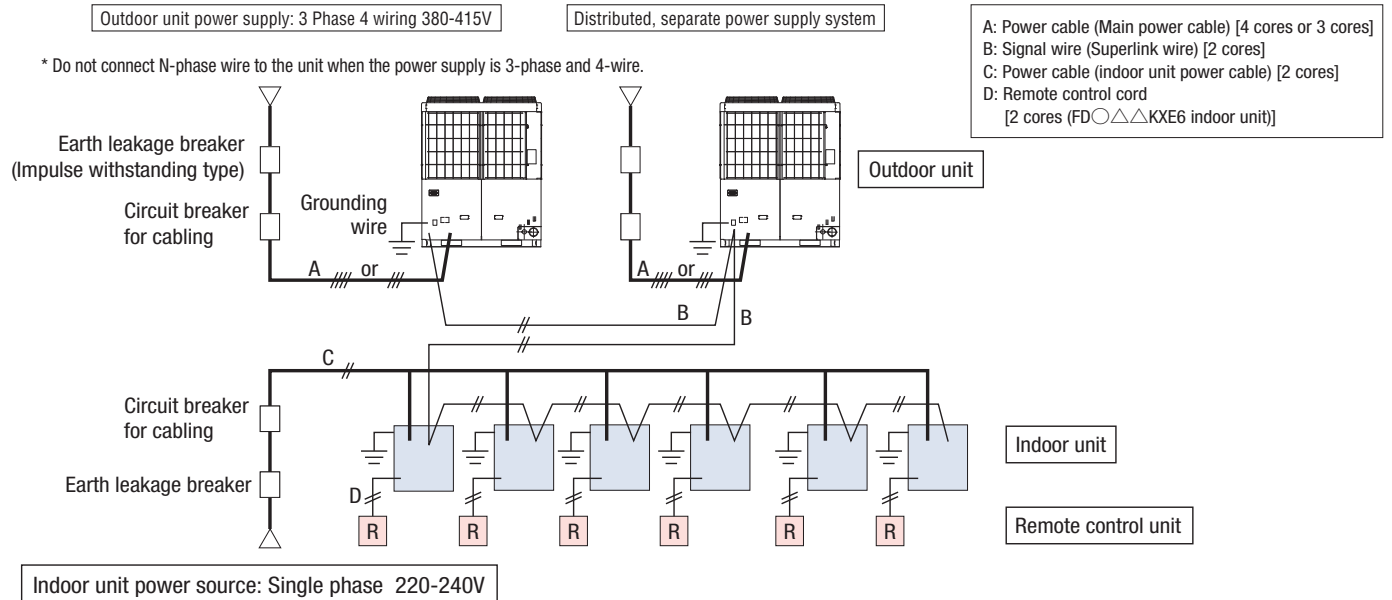 Outdoor unit power supply: 3 Phase 4 wiring 380-415V
Distributed, separate power supply system
A: Power cable (Main power cable) [4 cores or 3 cores]
B: Signal wire (Superlink wire) [2 cores]
C: Power cable (indoor unit power cable) [2 cores]
D: Remote control cord
[2 cores (FD○△△KXE6 indoor unit)]
* Do not connect N-phase wire to the unit when the power supply is 3-phase and 4-wire.
Earth leakage breaker
(Impulse withstanding type)
Circuit breaker
for cabling
Grounding
wire
Outdoor unit
A or
A or
B
B
C
Circuit breaker
for cabling
Earth leakage breaker
Indoor unit
D
R R R R R R
Remote control unit
Indoor unit power source: Single phase 220-240V